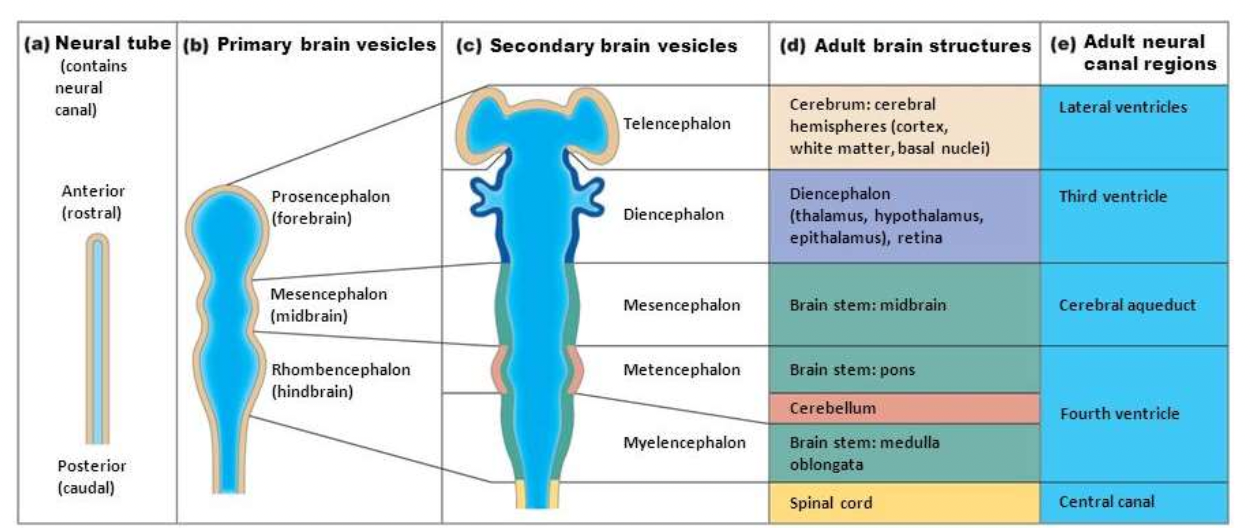 (a) Neural tube
(contains
neural
canal)
Anterior
(rostral)
Posterior
(caudal)
(b) Primary brain vesicles
Prosencephalon
(forebrain)
Mesencephalon
(midbrain)
Rhombencephalon
(hindbrain)
(c) Secondary brain vesicles
Telencephalon
Diencephalon
Mesencephalon
Metencephalon
Myelencephalon
(d) Adult brain structures
Cerebrum: cerebral
hemispheres (cortex,
white matter, basal nuclei)
Diencephalon
(thalamus, hypothalamus,
epithalamus), retina
Brain stem: midbrain
Brain stem: pons
Cerebellum
Brain stem: medulla
oblongata
Spinal cord
(e) Adult neural
canal regions
Lateral ventricles
Third ventricle
Cerebral aqueduct
Fourth ventricle
Central canal